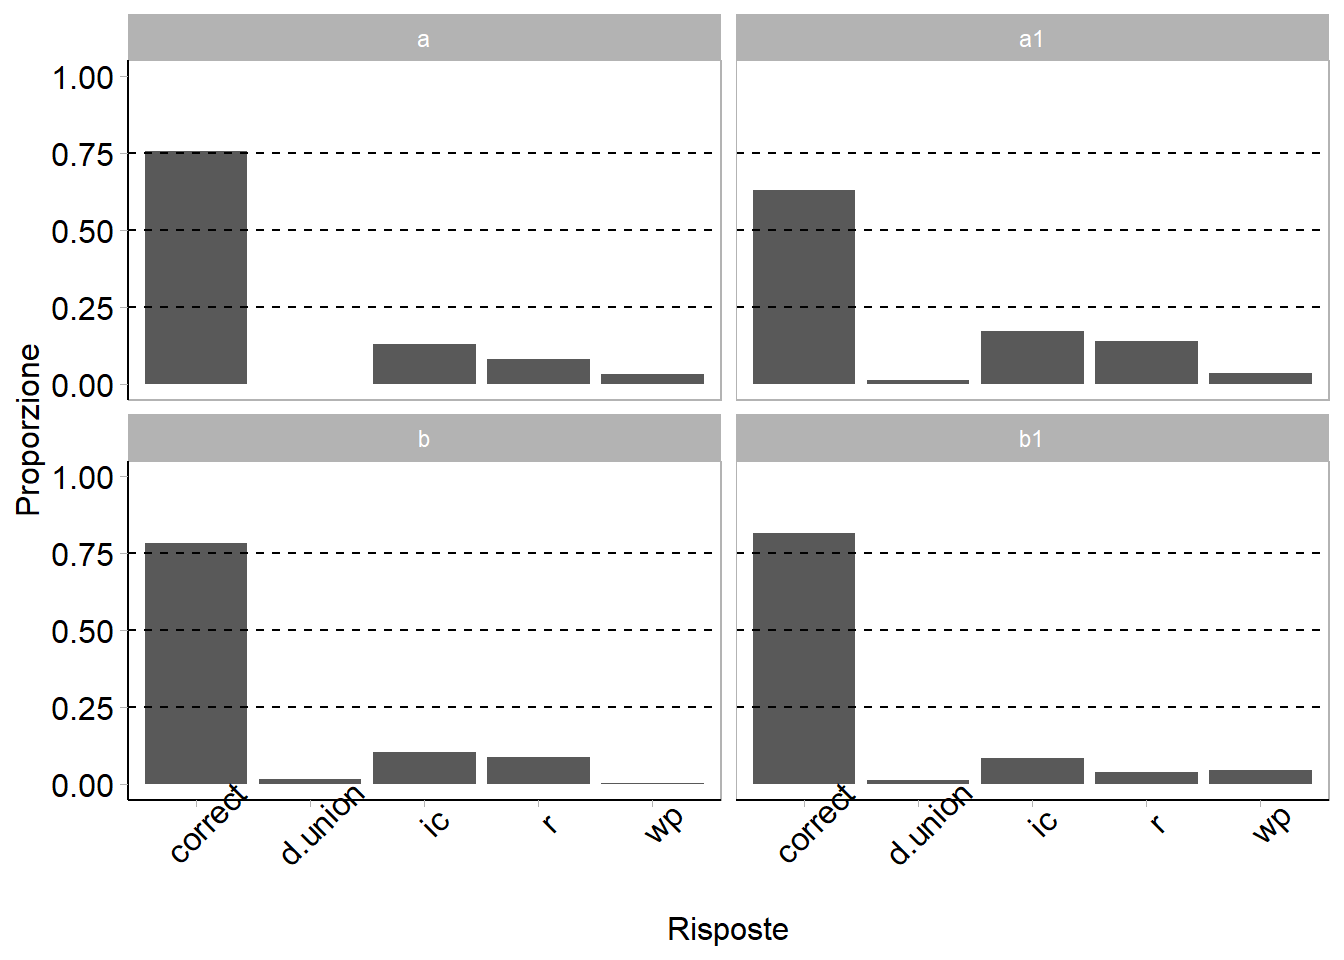 a
a1
1.00
0.75
0.50
0.25
0.00
b
b1
1.00
0.75
0.50
0.25
0.00
Proporzione
correct
d.union
ic
r
wp
correct
d.union
ic
r
wp
Risposte